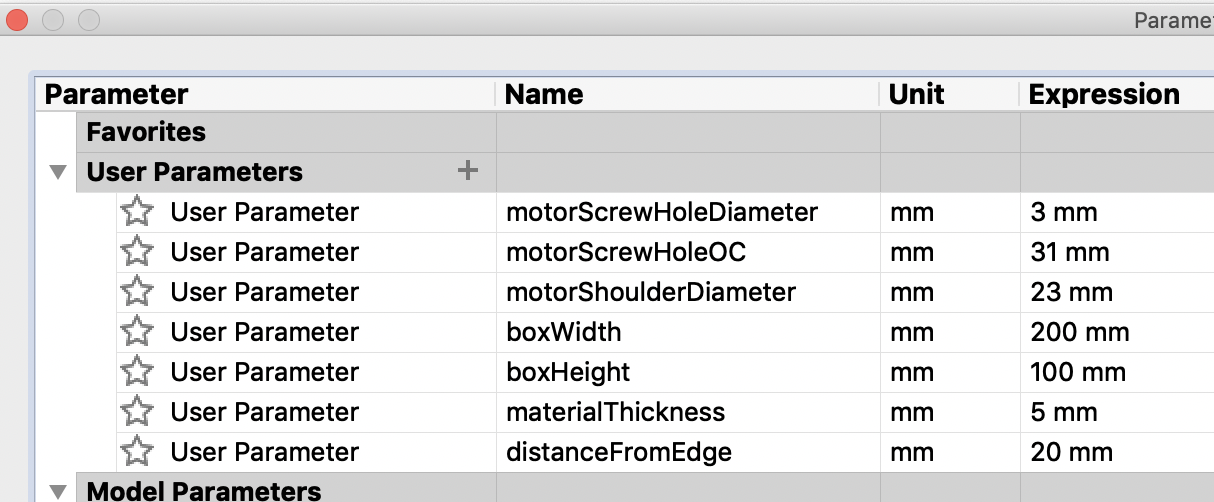 Paramet
Parameter Name Unit Expression
Favorites
User Parameters +
User Parameter motorScrewHoleDiameter mm 3 mm
User Parameter motorScrewHoleOC mm 31 mm
User Parameter motorShoulderDiameter mm 23 mm
User Parameter boxWidth mm 200 mm
User Parameter boxHeight mm 100 mm
User Parameter materialThickness mm 5 mm
User Parameter distanceFromEdge mm 20 mm
Model Parameters